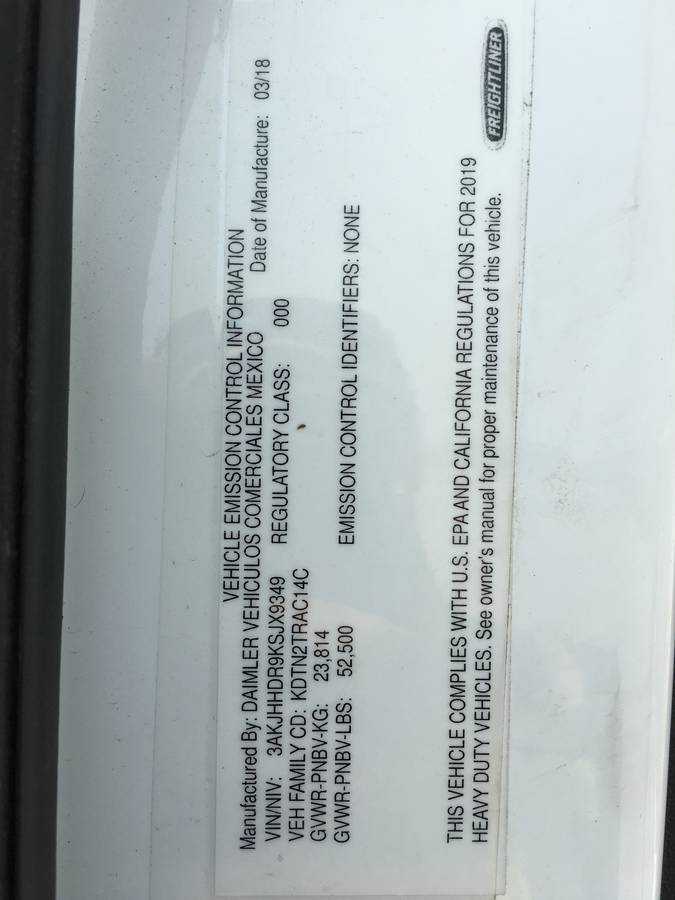 VEHICLE EMISSION CONTROL INFORMATION
Manufactured By: DAIMLER VEHICULOS COMERCIALES MEXICO Date of Manufacture: 03/18
VIN/NIV: 3AKJHHDR9KSJX9349 REGULATORY CLASS: 000
VEH FAMILY CD: KDTN2TRAC14C
GVWR-PNBV-KG: 23,814
GVWR-PNBV-LBS: 52,500 EMISSION CONTROL IDENTIFIERS: NONE
THIS VEHICLE COMPLIES WITH U.S. EPA AND CALIFORNIA REGULATIONS FOR 2019
HEAVY DUTY VEHICLES. See owner's manual for proper maintenance of this vehicle.
FREIGHTLINER